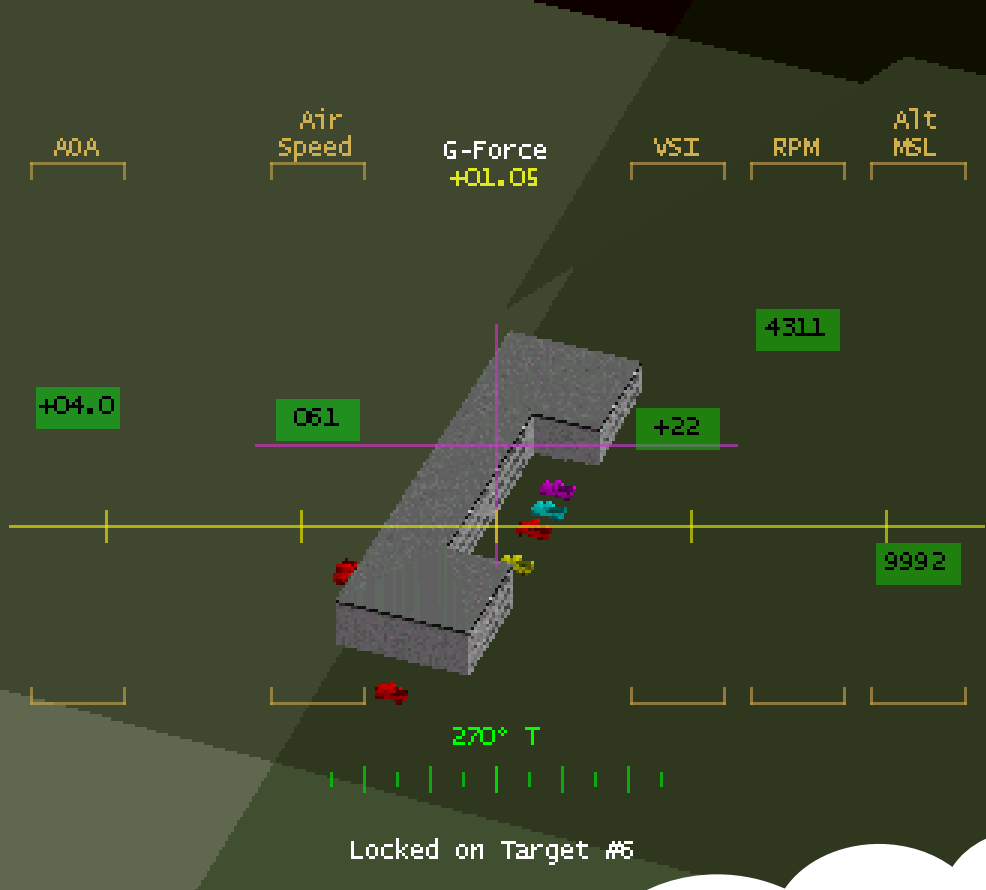 Air
Alt
AOA
Speed
G-Force
VSI
RPM
MSL
+01.05
4311
+04.0
061
+22
9992
270° T
Locked on Target #6